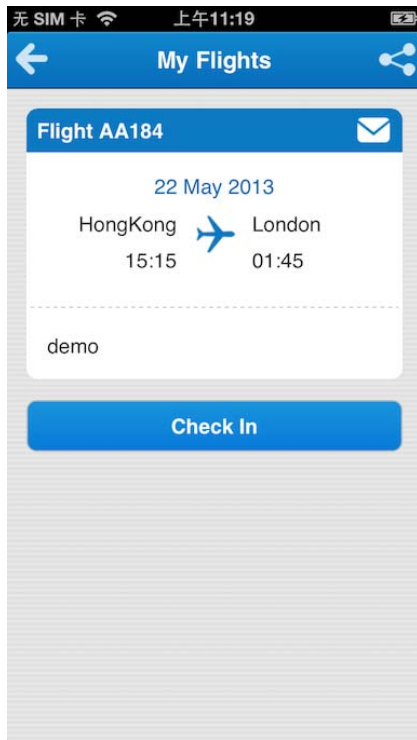 无 SIM 卡 上午11:19
My Flights
Flight AA184
22 May 2013
HongKong London
15:15 01:45
demo
Check In